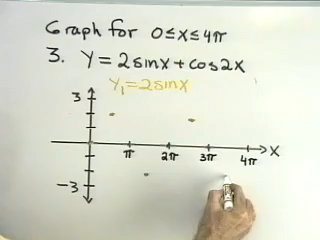 Graph for 0≤x≤4π
3. Y = 2sinx + cos2x
Y₁ = 2sinx
3
π 2π 3π 4π X
-3